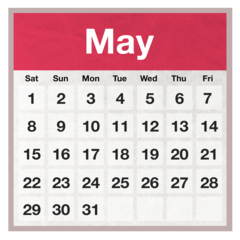 May
Sat Sun Mon Tue Wed Thu Fri
1 2 3 4 5 6 7
8 9 10 11 12 13 14
15 16 17 18 19 20 21
22 23 24 25 26 27 28
29 30 31